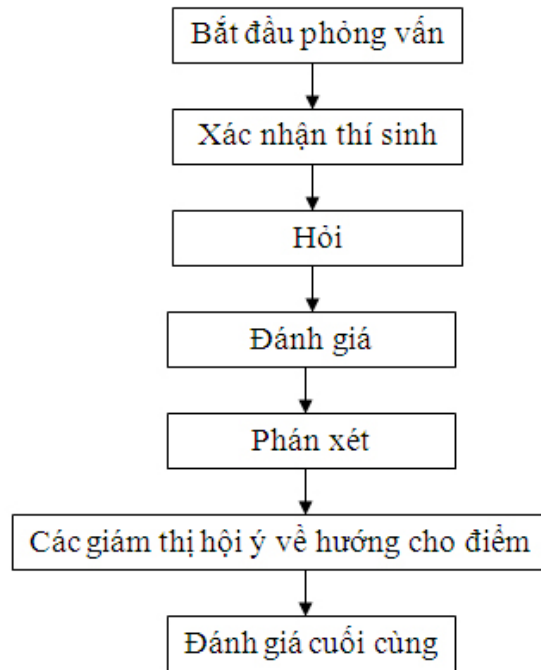 Bắt đầu phỏng vấn
Xác nhận thí sinh
Hỏi
Đánh giá
Phán xét
Các giám thị hội ý về hướng cho điểm
Đánh giá cuối cùng